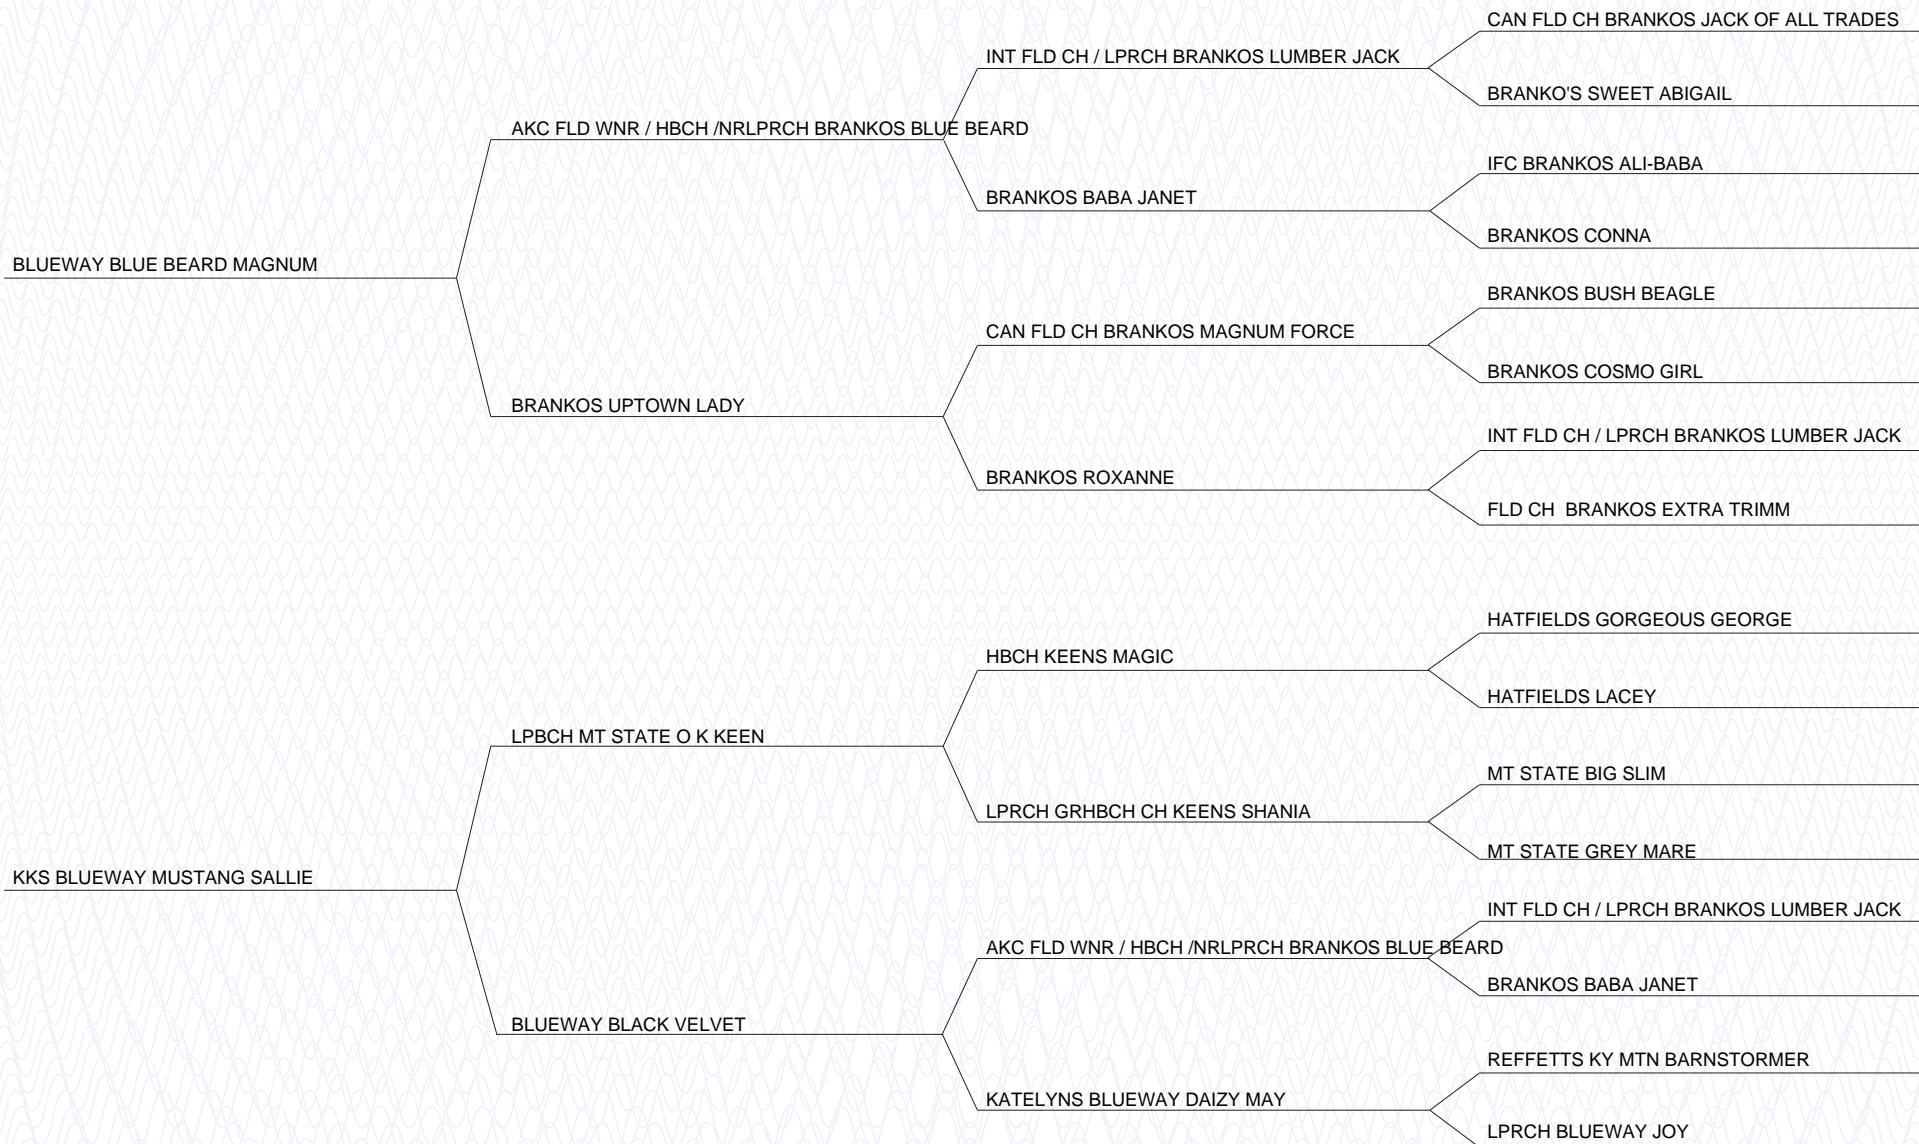 BLUEWAY BLUE BEARD MAGNUM
AKC FLD WNR / HBCH /NRLPRCH BRANKOS BLUE BEARD
INT FLD CH / LPRCH BRANKOS LUMBER JACK
CAN FLD CH BRANKOS JACK OF ALL TRADES
BRANKO'S SWEET ABIGAIL
BRANKOS BABA JANET
IFC BRANKOS ALI-BABA
BRANKOS CONNA
BRANKOS UPTOWN LADY
CAN FLD CH BRANKOS MAGNUM FORCE
BRANKOS BUSH BEAGLE
BRANKOS COSMO GIRL
BRANKOS ROXANNE
INT FLD CH / LPRCH BRANKOS LUMBER JACK
FLD CH  BRANKOS EXTRA TRIMM
KKS BLUEWAY MUSTANG SALLIE
LPBCH MT STATE O K KEEN
HBCH KEENS MAGIC
HATFIELDS GORGEOUS GEORGE
HATFIELDS LACEY
LPRCH GRHBCH CH KEENS SHANIA
MT STATE BIG SLIM
MT STATE GREY MARE
BLUEWAY BLACK VELVET
AKC FLD WNR / HBCH /NRLPRCH BRANKOS BLUE BEARD
INT FLD CH / LPRCH BRANKOS LUMBER JACK
BRANKOS BABA JANET
KATELYNS BLUEWAY DAIZY MAY
REFFETTS KY MTN BARNSTORMER
LPRCH BLUEWAY JOY